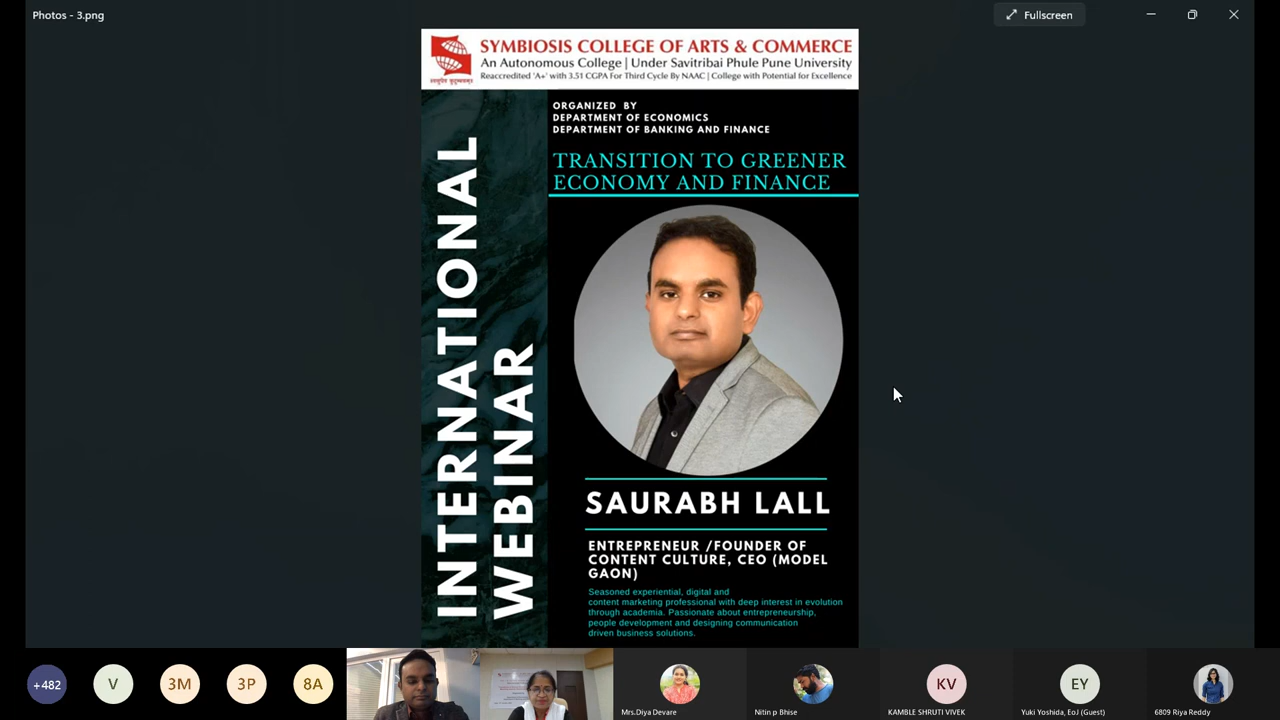 Photos - 3.png
Fullscreen
SYMBIOSIS COLLEGE OF ARTS & COMMERCE
An Autonomous College | Under Savitribai Phule Pune University
Reaccredited 'A+' with 3.51 CGPA For Third Cycle By NAAC | College with Potential for Excellence
ORGANIZED BY
DEPARTMENT OF ECONOMICS
DEPARTMENT OF BANKING AND FINANCE
TRANSITION TO GREENER
ECONOMY AND FINANCE
INTERNATIONAL
WEBINAR
SAURABH LALL
ENTREPRENEUR /FOUNDER OF
CONTENT CULTURE, CEO (MODEL
GAON)
Seasoned experiential, digital and
content marketing professional with deep interest in evolution
through academia. Passionate about entrepreneurship,
people development and designing communication
driven business solutions.
+482
V
3M
3P
8A
Mrs.Diya Devare
Nitin p Bhise
KV
KAMBLE SHRUTI VIVEK
EY
Yuki Yoshida, EoJ (Guest)
6809 Riya Reddy